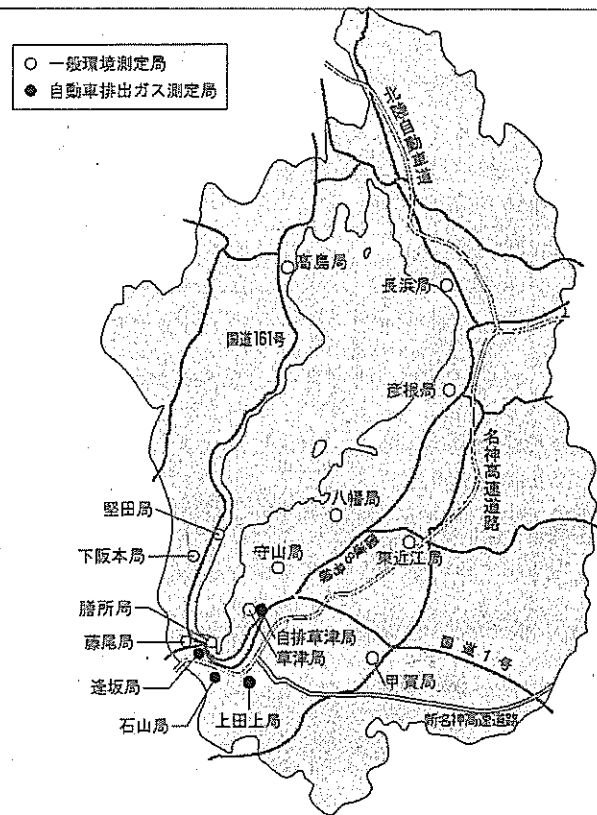 一般環境測定局
自動車排出ガス測定局
北陸自動車道
高島局
長浜局
国道161号
彦根局
名神高速道路
八幡局
堅田局
国道8号線
東近江局
下阪本局
守山局
膳所局
自排草津局
藤尾局
草津局
国道1号
甲賀局
逢坂局
石山局
上田上局
新名神高速道路